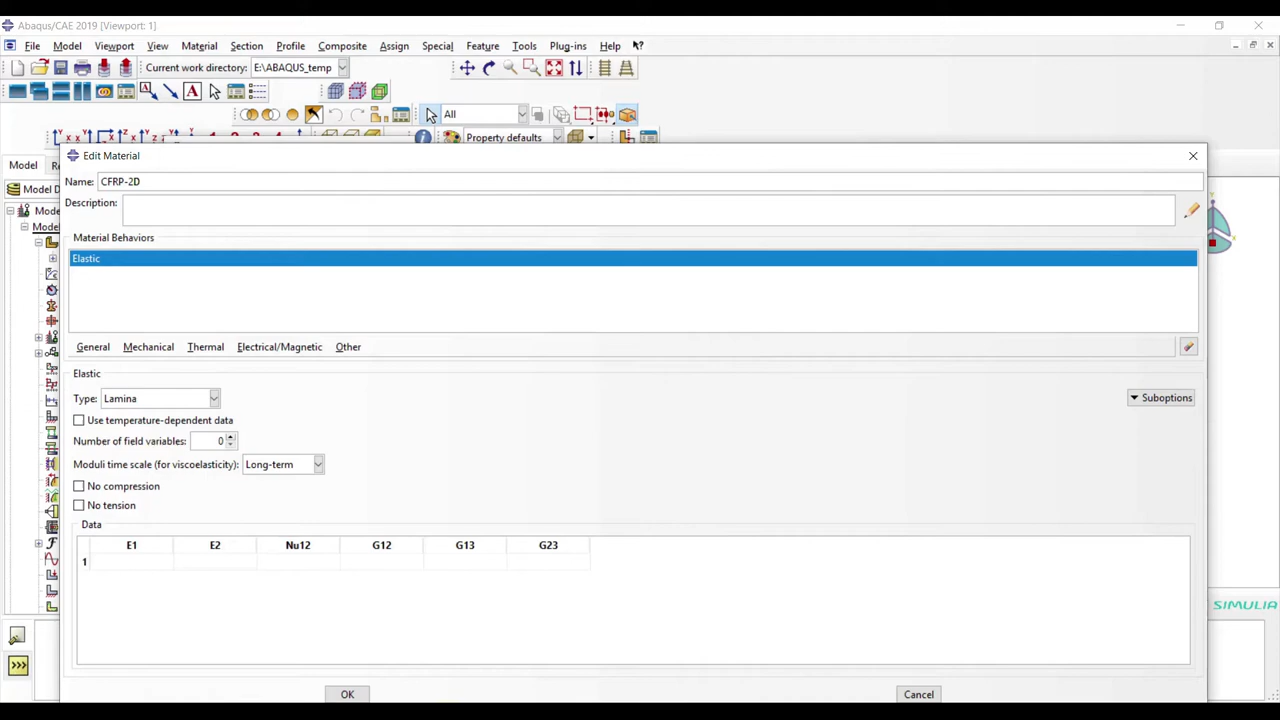 Abaqus/CAE 2019 [Viewport: 1]
File Model Viewport View Material Section Profile Composite Assign Special Feature Tools Plug-ins Help
Current work directory: E:\ABAQUS_temp
A
All
Property defaults
Edit Material
Model
Name: CFRP-2D
Model D
Description:
Mode
Mode
Material Behaviors
Elastic
General Mechanical Thermal Electrical/Magnetic Other
Elastic
Type: Lamina
Suboptions
Use temperature-dependent data
Number of field variables: 0
Moduli time scale (for viscoelasticity): Long-term
No compression
No tension
Data
E1 E2 Nu12 G12 G13 G23
1
SIMULIA
>>>
OK Cancel